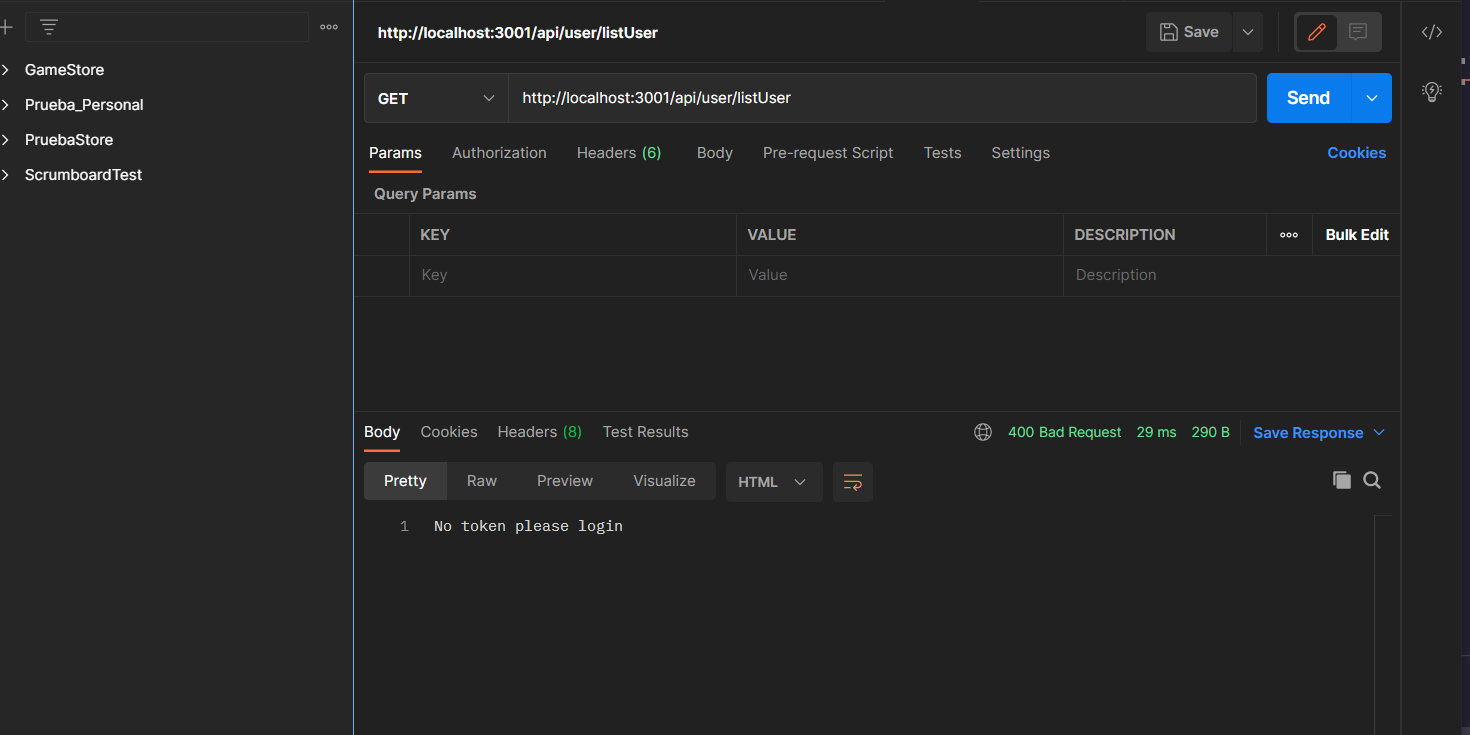 GameStore
Prueba_Personal
PruebaStore
ScrumboardTest
http://localhost:3001/api/user/listUser
Save
GET
http://localhost:3001/api/user/listUser
Send
Params Authorization Headers (6) Body Pre-request Script Tests Settings Cookies
Query Params
KEY VALUE DESCRIPTION Bulk Edit
Key Value Description
Body Cookies Headers (8) Test Results 400 Bad Request 29 ms 290 B Save Response
Pretty Raw Preview Visualize HTML
1 No token please login